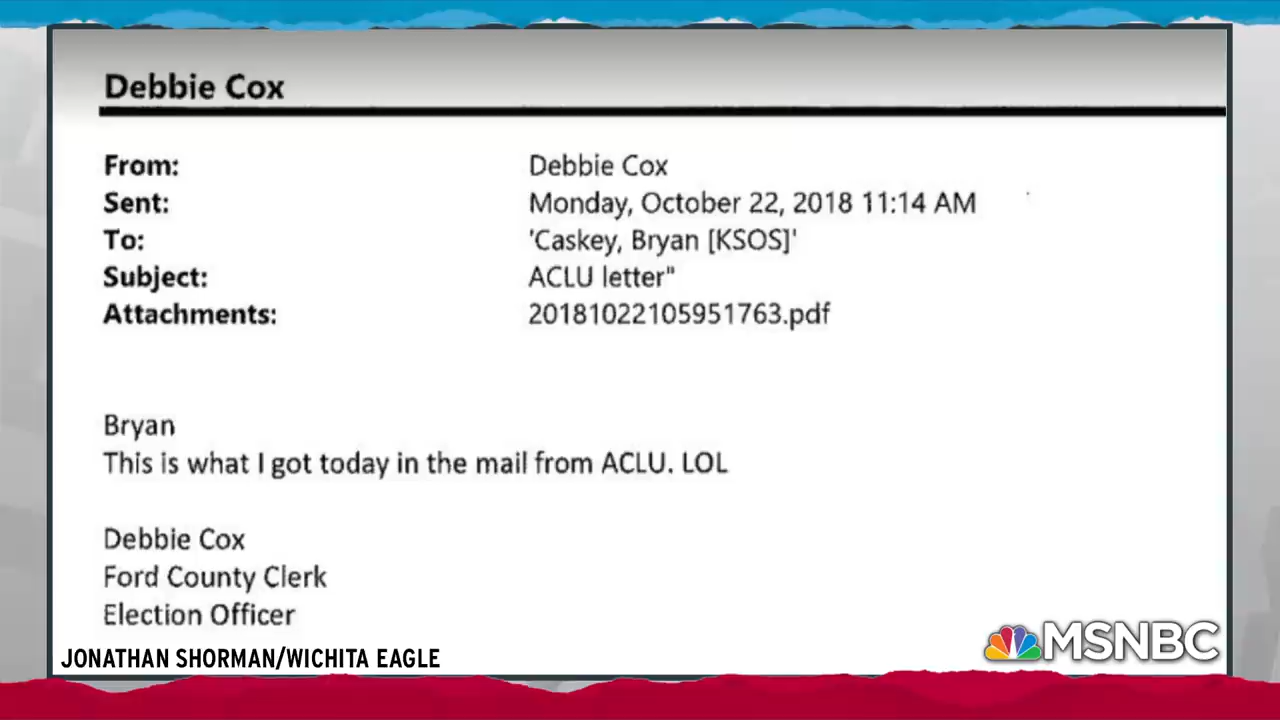 Debbie Cox
From: Debbie Cox
Sent: Monday, October 22, 2018 11:14 AM
To: 'Caskey, Bryan [KSOS]'
Subject: ACLU letter"
Attachments: 20181022105951763.pdf
Bryan
This is what I got today in the mail from ACLU. LOL
Debbie Cox
Ford County Clerk
Election Officer
JONATHAN SHORMAN/WICHITA EAGLE
MSNBC